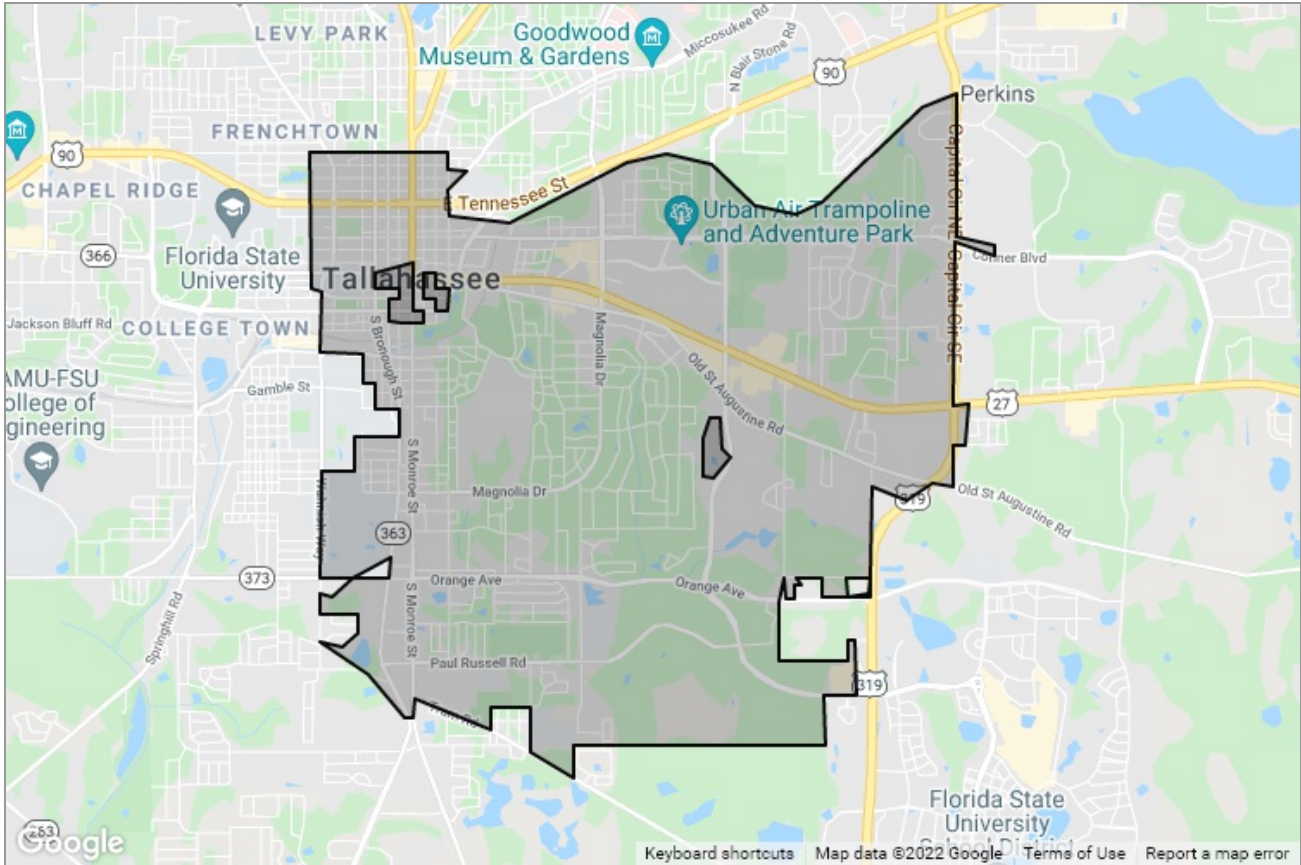 LEVY PARK
Goodwood
Museum & Gardens
Miccosukee Rd
N Blair Stone Rd
90
Perkins
FRENCHTOWN
90
CHAPEL RIDGE
E Tennessee St
Capital Cir NE
Urban Air Trampoline
and Adventure Park
Florida State
University
366
Conner Blvd
Tallahassee
Capital Cir SE
Jackson Bluff Rd
COLLEGE TOWN
S Bronough St
Magnolia Dr
Old St Augustine Rd
AMU-FSU
ollege of
gineering
Gamble St
27
S Monroe St
Magnolia Dr
319
Old St Augustine Rd
363
373
Orange Ave
Orange Ave
S Monroe St
Springhill Rd
Paul Russell Rd
319
Florida State
University
School District
263
Google
Keyboard shortcuts
Map data ©2022 Google
Terms of Use
Report a map error